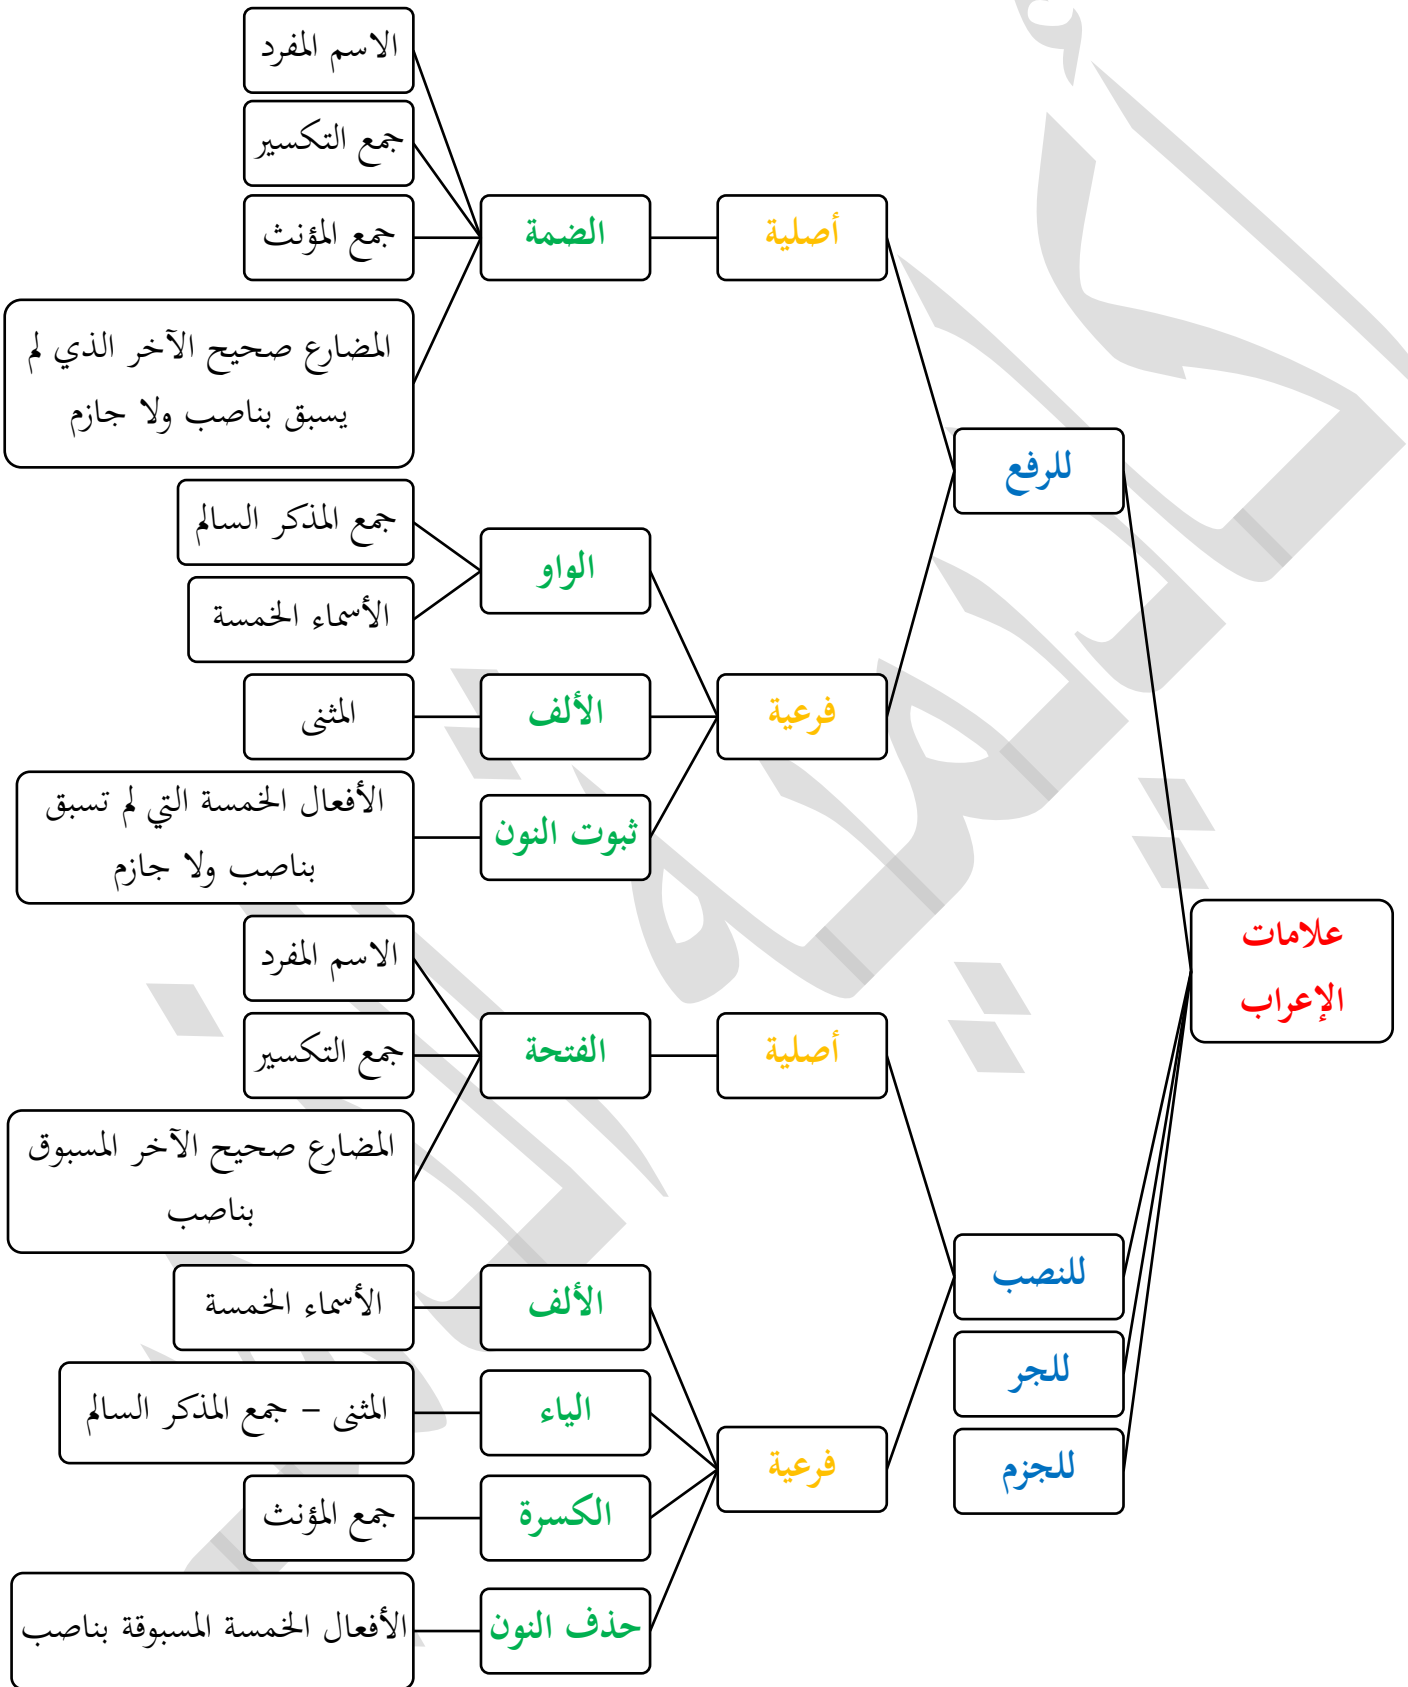 علامات
الإعراب
للرفع
أصلية
الضمة
الاسم المفرد
جمع التكسير
جمع المؤنث
المضارع صحيح الآخر الذي لم
يسبق بناصب ولا جازم
فرعية
الواو
جمع المذكر السالم
الأسماء الخمسة
الألف
المثنى
ثبوت النون
الأفعال الخمسة التي لم تسبق
بناصب ولا جازم
للنصب
أصلية
الفتحة
الاسم المفرد
جمع التكسير
المضارع صحيح الآخر المسبوق
بناصب
فرعية
الألف
الأسماء الخمسة
الياء
المثنى – جمع المذكر السالم
الكسرة
جمع المؤنث
حذف النون
الأفعال الخمسة المسبوقة بناصب
للجر
للجزم